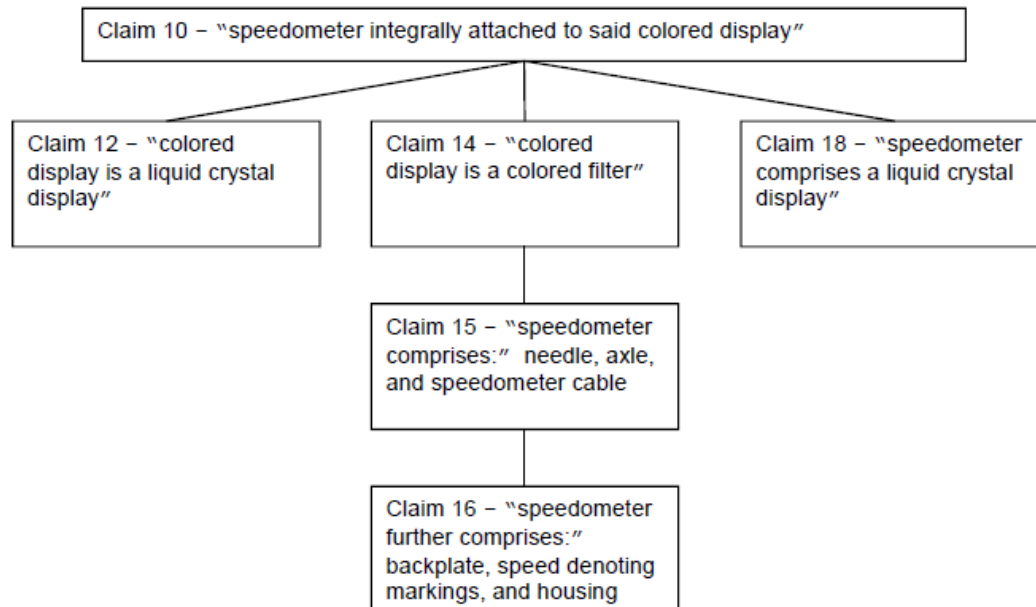 Claim 10 – “speedometer integrally attached to said colored display”
Claim 12 – “colored
display is a liquid crystal
display”
Claim 14 – “colored
display is a colored filter”
Claim 18 – “speedometer
comprises a liquid crystal
display”
Claim 15 – “speedometer
comprises:” needle, axle,
and speedometer cable
Claim 16 – “speedometer
further comprises:”
backplate, speed denoting
markings, and housing